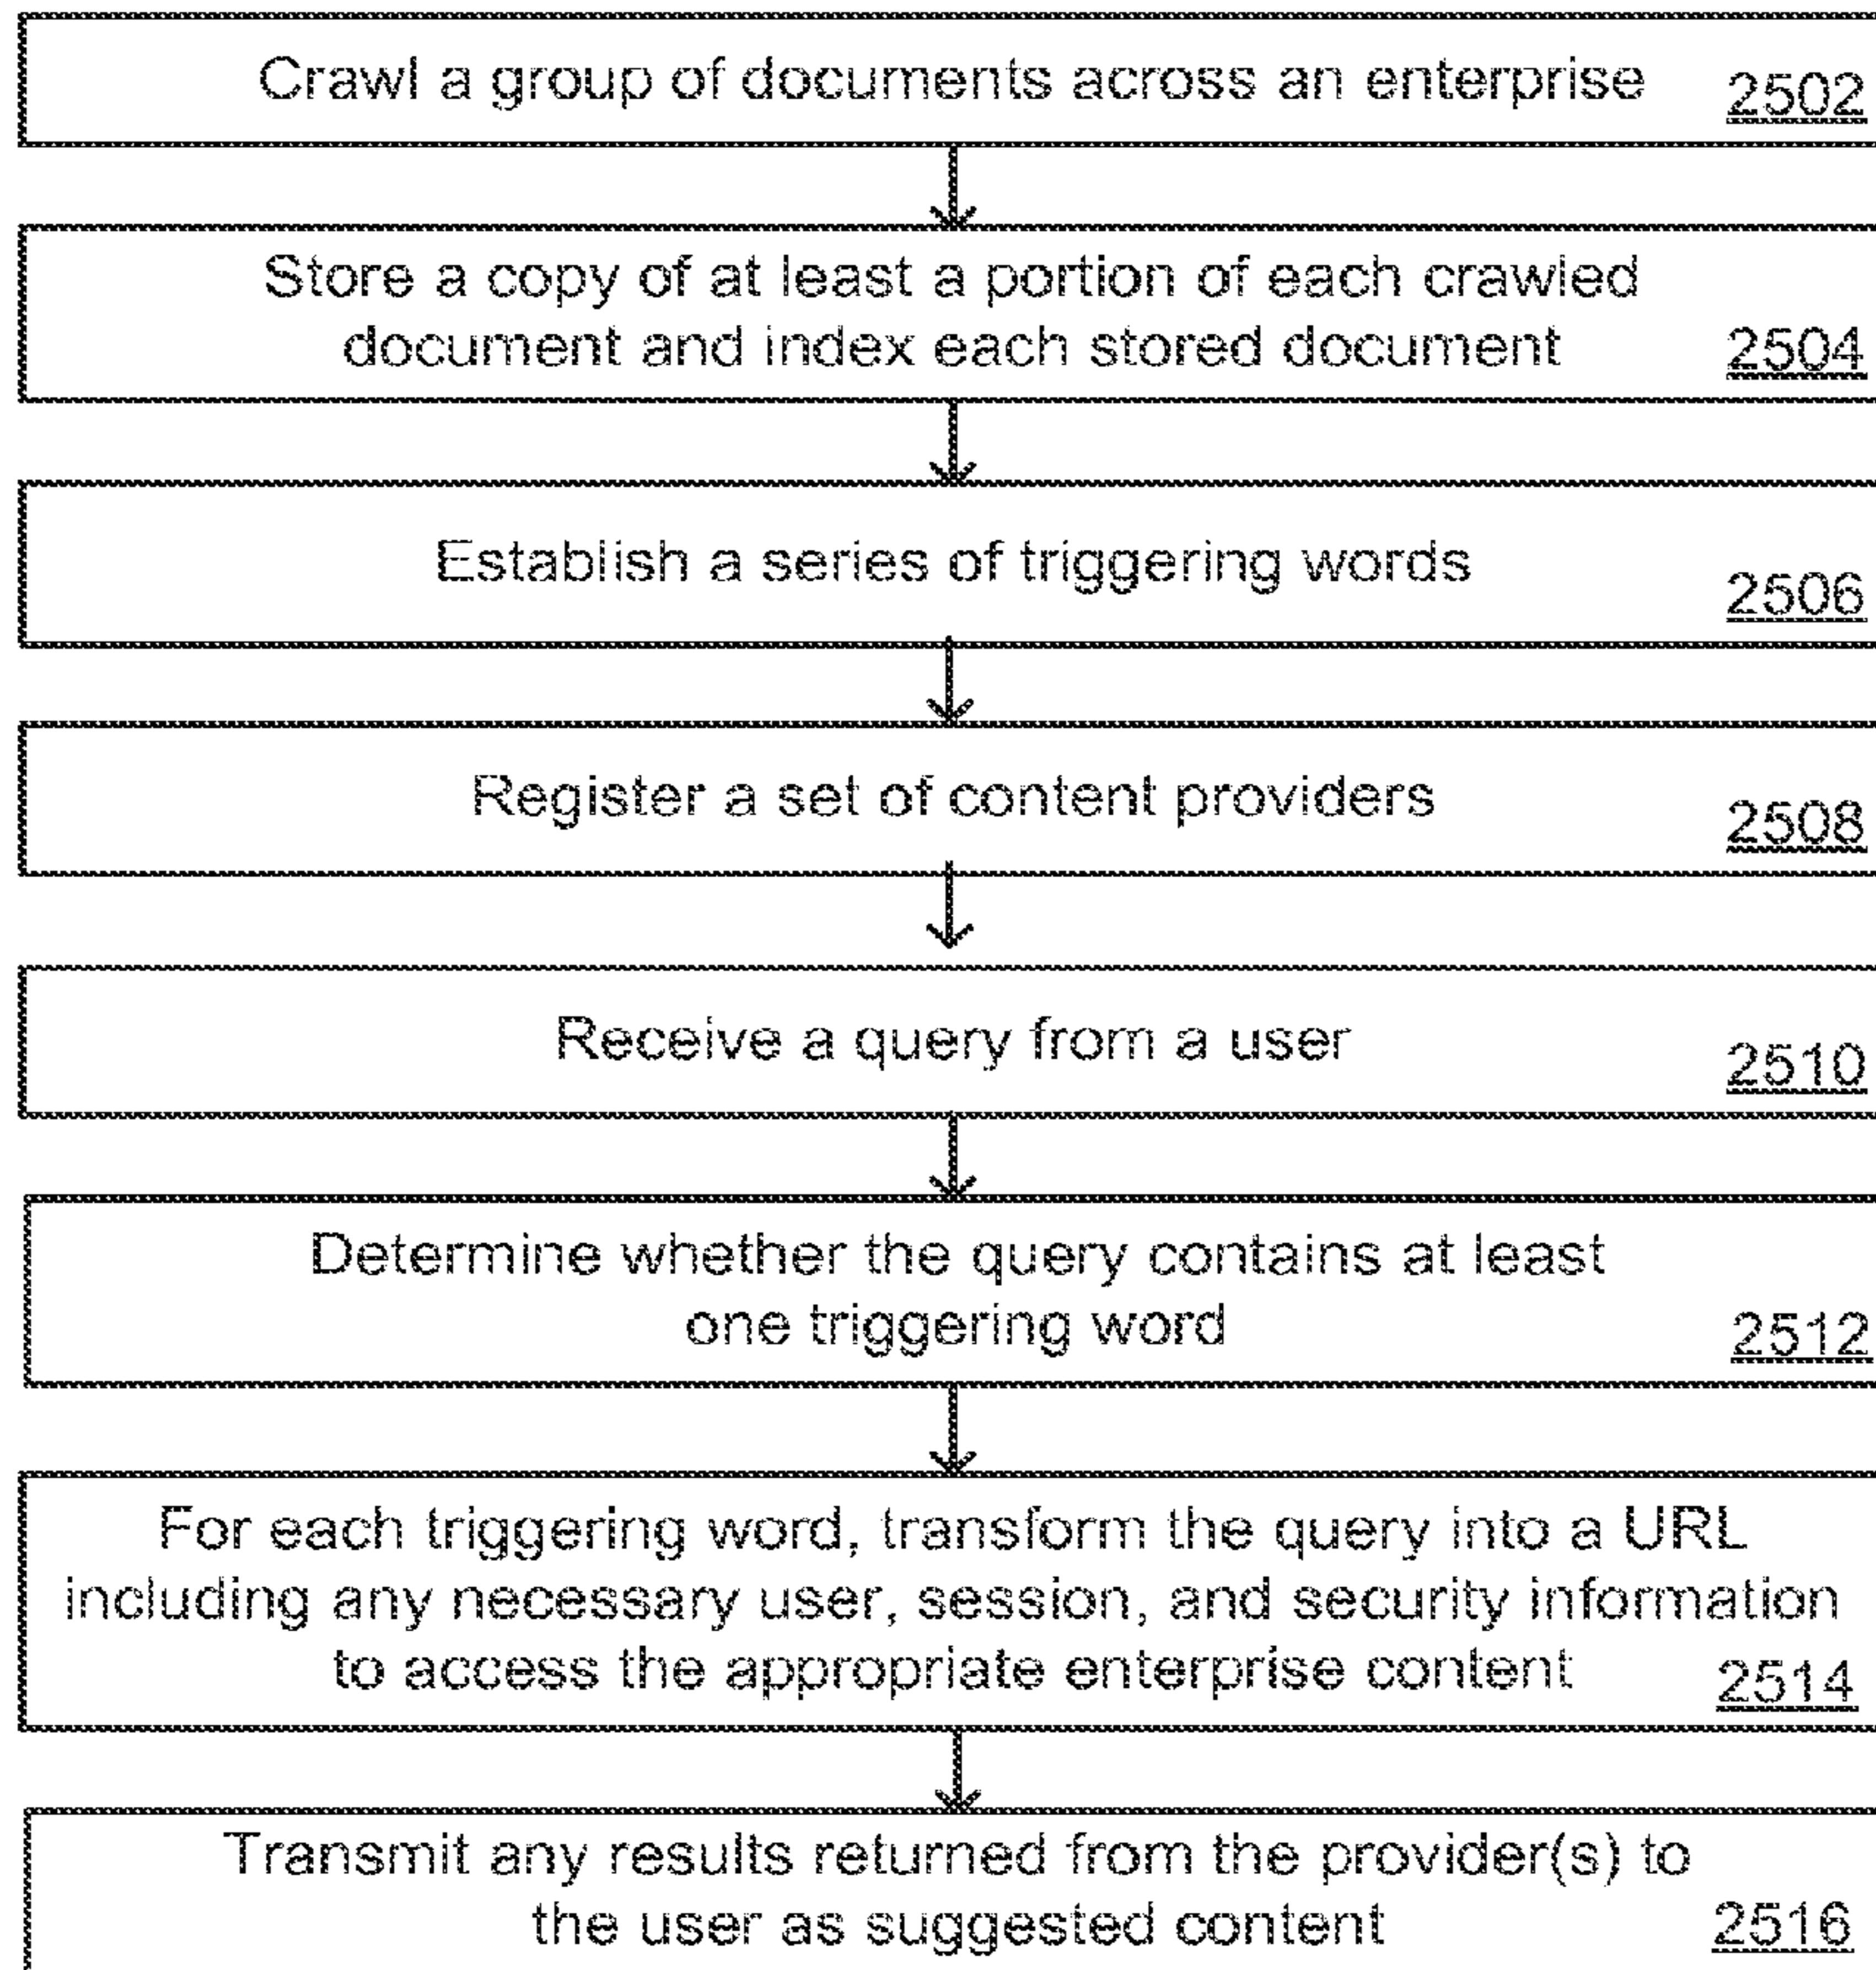 Crawl a group of documents across an enterprise 2502
Store a copy of at least a portion of each crawled
document and index each stored document 2504
Establish a series of triggering words
2506
Register a set of content providers
2508
Receive a query from a user
2510
Determine whether the query contains at least
one triggering word 2512
For each triggering word, transform the query into a URL
including any necessary user, session, and security information
to access the appropriate enterprise content 2514
Transmit any results returned from the provider(s) to
the user as suggested content 2516